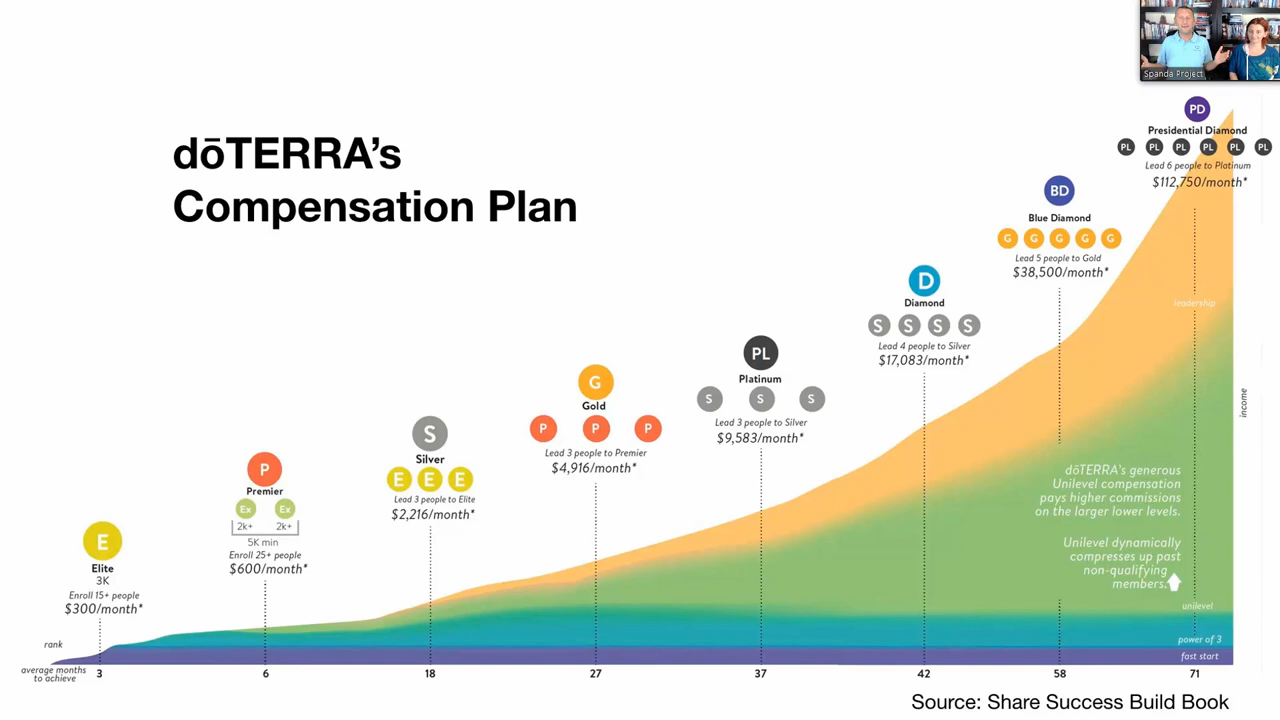 Spanda Project
dōTERRA's
Compensation Plan
PD
Presidential Diamond
PL PL PL PL PL PL
Lead 6 people to Platinum
$112,750/month*
BD
Blue Diamond
G G G G G
Lead 5 people to Gold
$38,500/month*
D
Diamond
S S S S
Lead 4 people to Silver
$17,083/month*
PL
Platinum
S S S
Lead 3 people to Silver
$9,583/month*
G
Gold
P P P
Lead 3 people to Premier
$4,916/month*
S
Silver
E E E
Lead 3 people to Elite
$2,216/month*
P
Premier
Ex Ex
2k+ 2k+
5K min
Enroll 25+ people
$600/month*
E
Elite
3K
Enroll 15+ people
$300/month*
leadership
income
dōTERRA's generous
Unilevel compensation
pays higher commissions
on the larger lower levels.
Unilevel dynamically
compresses up past
non-qualifying
members.
unilevel
power of 3
fast start
rank
average months
to achieve
3 6 18 27 37 42 58 71
Source: Share Success Build Book